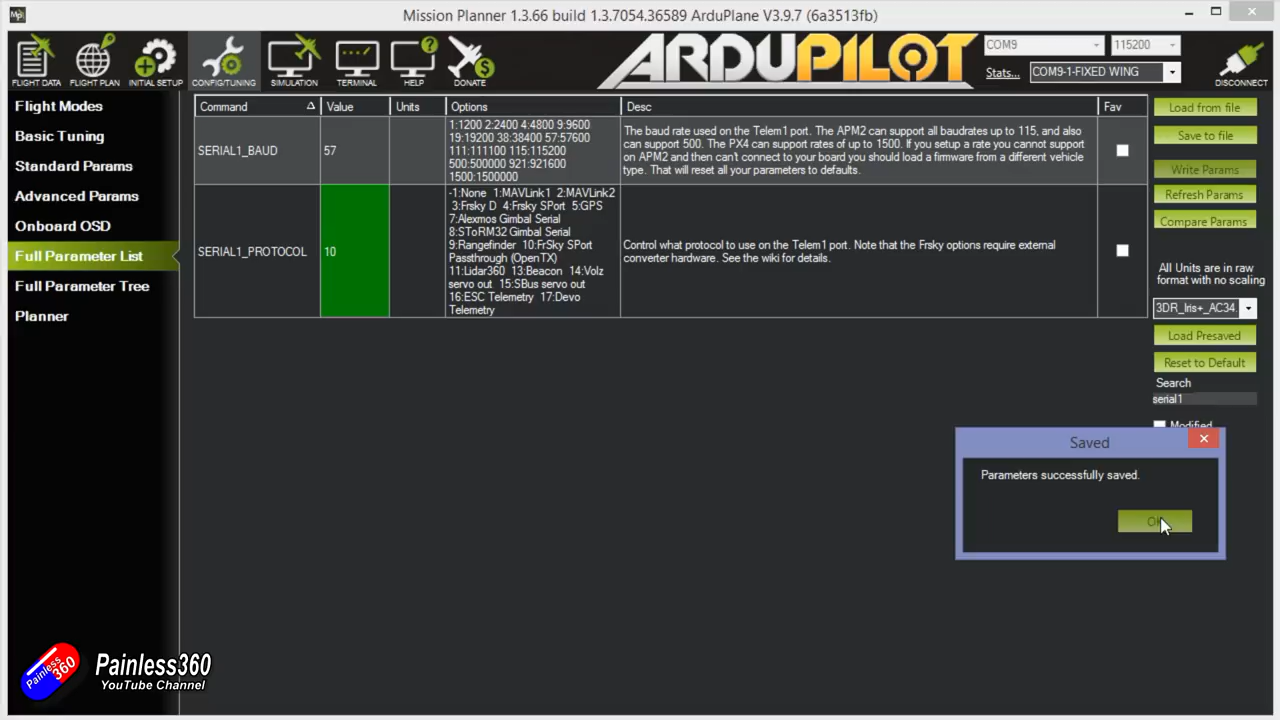 Mission Planner 1.3.66 build 1.3.7054.36589 ArduPlane V3.9.7 (6a3513fb)
FLIGHT DATA
FLIGHT PLAN
INITIAL SETUP
CONFIG/TUNING
SIMULATION
TERMINAL
HELP
DONATE
ARDUPILOT
COM9
115200
Stats...
COM9-1-FIXED WING
DISCONNECT
Flight Modes
Basic Tuning
Standard Params
Advanced Params
Onboard OSD
Full Parameter List
Full Parameter Tree
Planner
Command Value Units Options Desc Fav
SERIAL1_BAUD
57
1:1200 2:2400 4:4800 9:9600
19:19200 38:38400 57:57600
111:111100 115:115200
500:500000 921:921600
1500:1500000
The baud rate used on the Telem1 port. The APM2 can support all baudrates up to 115, and also
can support 500. The PX4 can support rates of up to 1500. If you setup a rate you cannot support
on APM2 and then can't connect to your board you should load a firmware from a different vehicle
type. That will reset all your parameters to defaults.
SERIAL1_PROTOCOL
10
-1:None 1:MAVLink1 2:MAVLink2
3:Frsky D 4:Frsky SPort 5:GPS
7:Alexmos Gimbal Serial
8:SToRM32 Gimbal Serial
9:Rangefinder 10:FrSky SPort
Passthrough (OpenTX)
11:Lidar360 13:Beacon 14:Volz
servo out 15:SBus servo out
16:ESC Telemetry 17:Devo
Telemetry
Control what protocol to use on the Telem1 port. Note that the Frsky options require external
converter hardware. See the wiki for details.
Load from file
Save to file
Write Params
Refresh Params
Compare Params
All Units are in raw
format with no scaling
3DR_Iris+_AC34
Load Presaved
Reset to Default
Search
serial1
Modified
Saved
Parameters successfully saved.
OK
Painless
360
Painless360
YouTube Channel